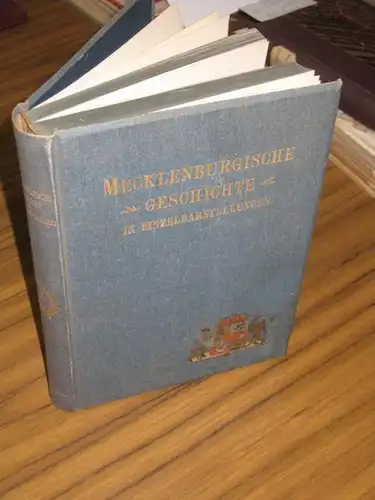 MECKLENBURGISCHE
GESCHICHTE
IN EINZELDARSTELLUNGEN